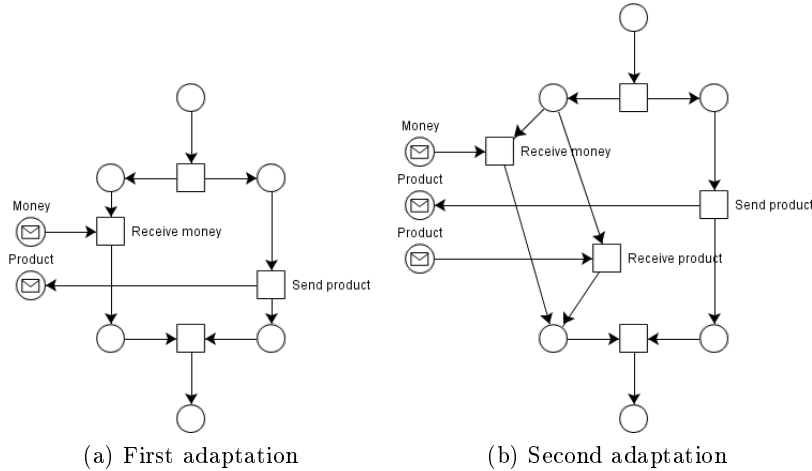 Money
Receive money
Product
Send product
(a) First adaptation
Money
Receive money
Product
Send product
Product
Receive product
(b) Second adaptation